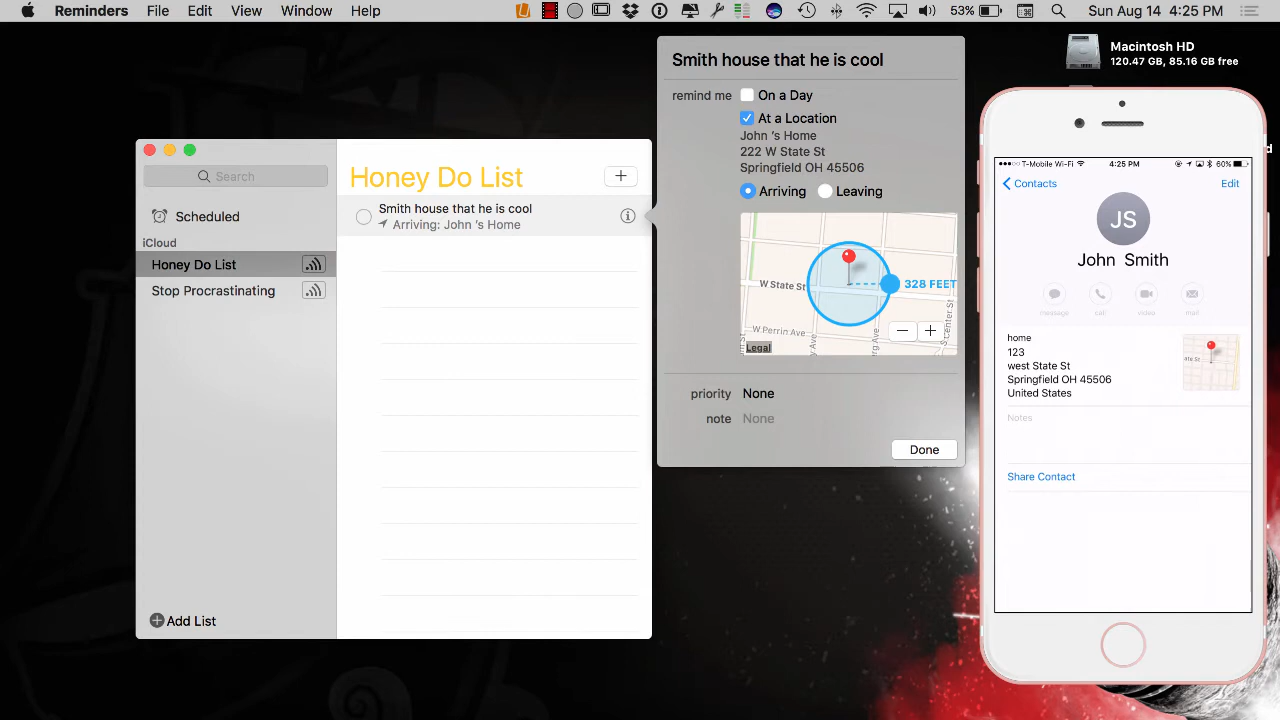 Reminders File Edit View Window Help 53% Sun Aug 14 4:25 PM
Macintosh HD
120.47 GB, 85.16 GB free
Search
Scheduled
iCloud
Honey Do List
Stop Procrastinating
Add List
Honey Do List
+
Smith house that he is cool
Arriving: John 's Home
Smith house that he is cool
remind me On a Day
At a Location
John 's Home
222 W State St
Springfield OH 45506
Arriving Leaving
328 FEET
W State St
W Perrin Ave
S Center St
Legal
priority None
note None
Done
T-Mobile Wi-Fi 4:25 PM 60%
Contacts Edit
JS
John Smith
message call video mail
home
123
west State St
Springfield OH 45506
United States
Notes
Share Contact